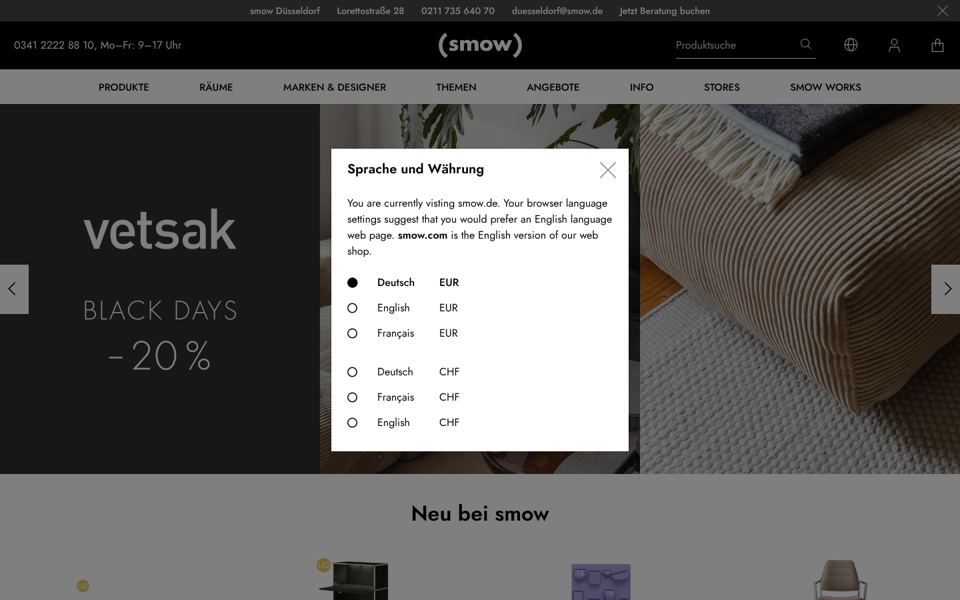 smow Düsseldorf Lorettostraße 28 0211 735 640 70 duesseldorf@smow.de Jetzt Beratung buchen
0341 2222 88 10, Mo–Fr: 9–17 Uhr
(smow)
Produktsuche
PRODUKTE RÄUME MARKEN & DESIGNER THEMEN ANGEBOTE INFO STORES SMOW WORKS
vetsak
BLACK DAYS
–20%
Sprache und Währung
You are currently visting smow.de. Your browser language
settings suggest that you would prefer an English language
web page. smow.com is the English version of our web
shop.
Deutsch EUR
English EUR
Français EUR
Deutsch CHF
Français CHF
English CHF
Neu bei smow